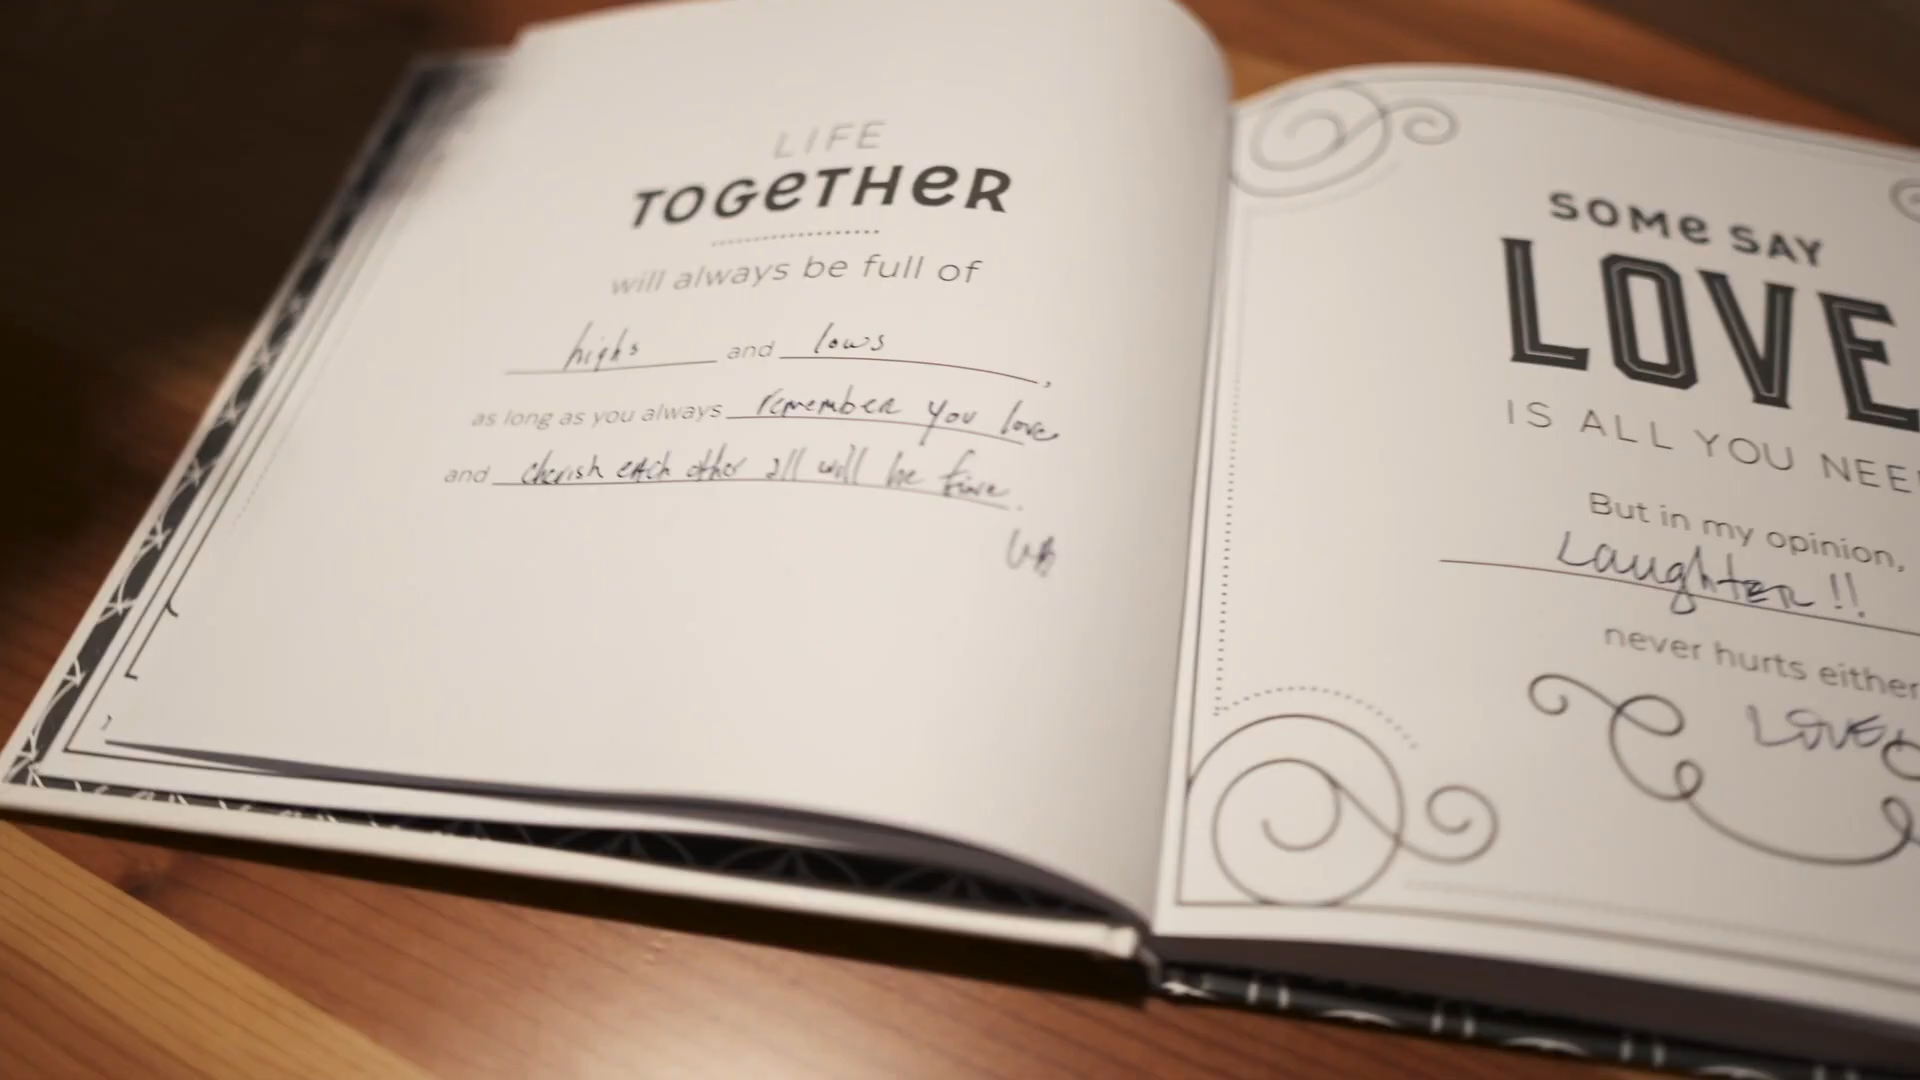 LIFE
TOGETHER
will always be full of
highs and lows,
as long as you always remember you love
and cherish each other all will be fine.
SOME SAY
LOVE
IS ALL YOU NEE
But in my opinion,
Laughter!!
never hurts either
LOVE